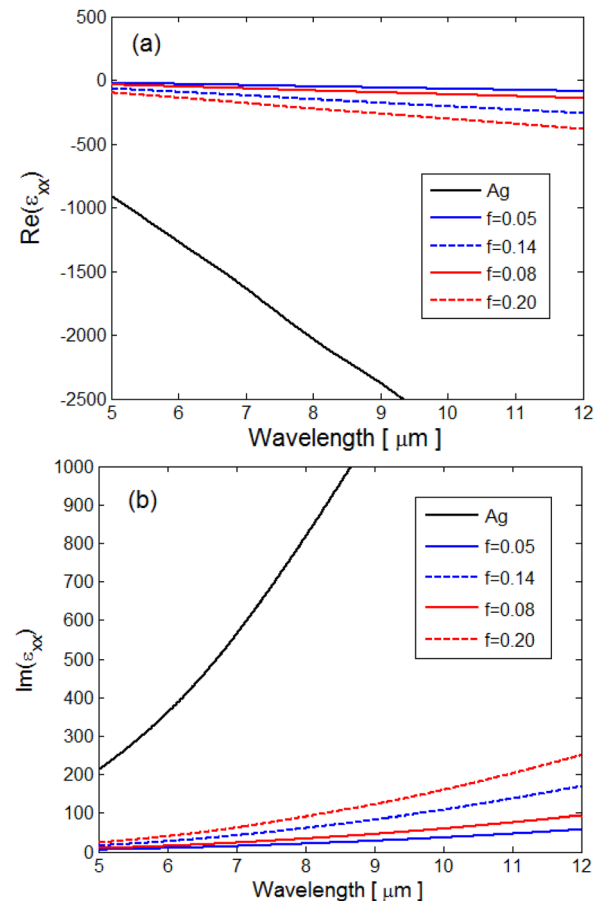 500
(a)
0
-500
-1000
-1500
-2000
-2500
Re(εxx)
Ag
f=0.05
f=0.14
f=0.08
f=0.20
5 6 7 8 9 10 11 12
Wavelength [ μm ]
1000
(b)
900
800
700
600
500
400
300
200
100
0
Im(εxx)
Ag
f=0.05
f=0.14
f=0.08
f=0.20
5 6 7 8 9 10 11 12
Wavelength [ μm ]